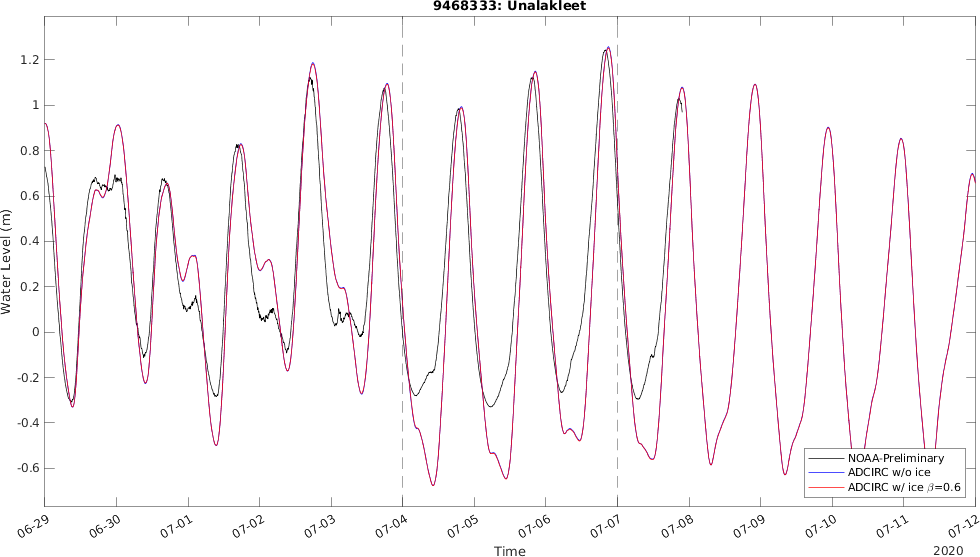 9468333: Unalakleet
Water Level (m)
1.2
1
0.8
0.6
0.4
0.2
0
-0.2
-0.4
-0.6
NOAA-Preliminary
ADCIRC w/o ice
ADCIRC w/ ice β=0.6
06-29 06-30 07-01 07-02 07-03 07-04 07-05 07-06 07-07 07-08 07-09 07-10 07-11 07-12
2020
Time